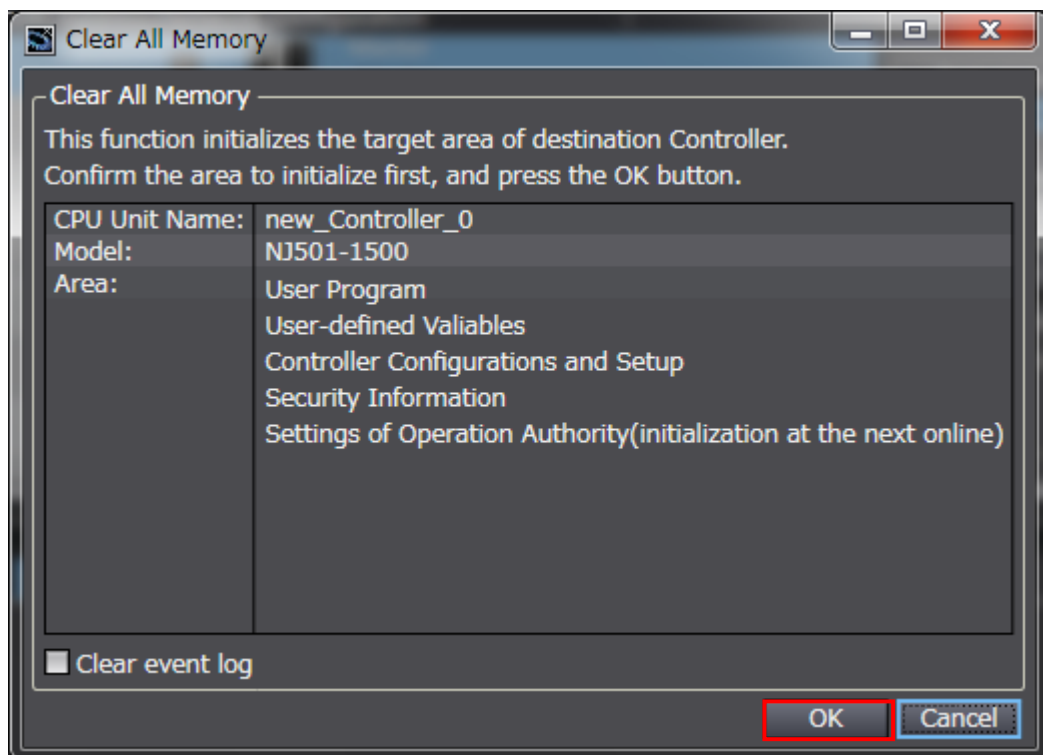 Clear All Memory
Clear All Memory
This function initializes the target area of destination Controller.
Confirm the area to initialize first, and press the OK button.
CPU Unit Name: new_Controller_0
Model: NJ501-1500
Area: User Program
User-defined Valiables
Controller Configurations and Setup
Security Information
Settings of Operation Authority(initialization at the next online)
Clear event log
OK Cancel